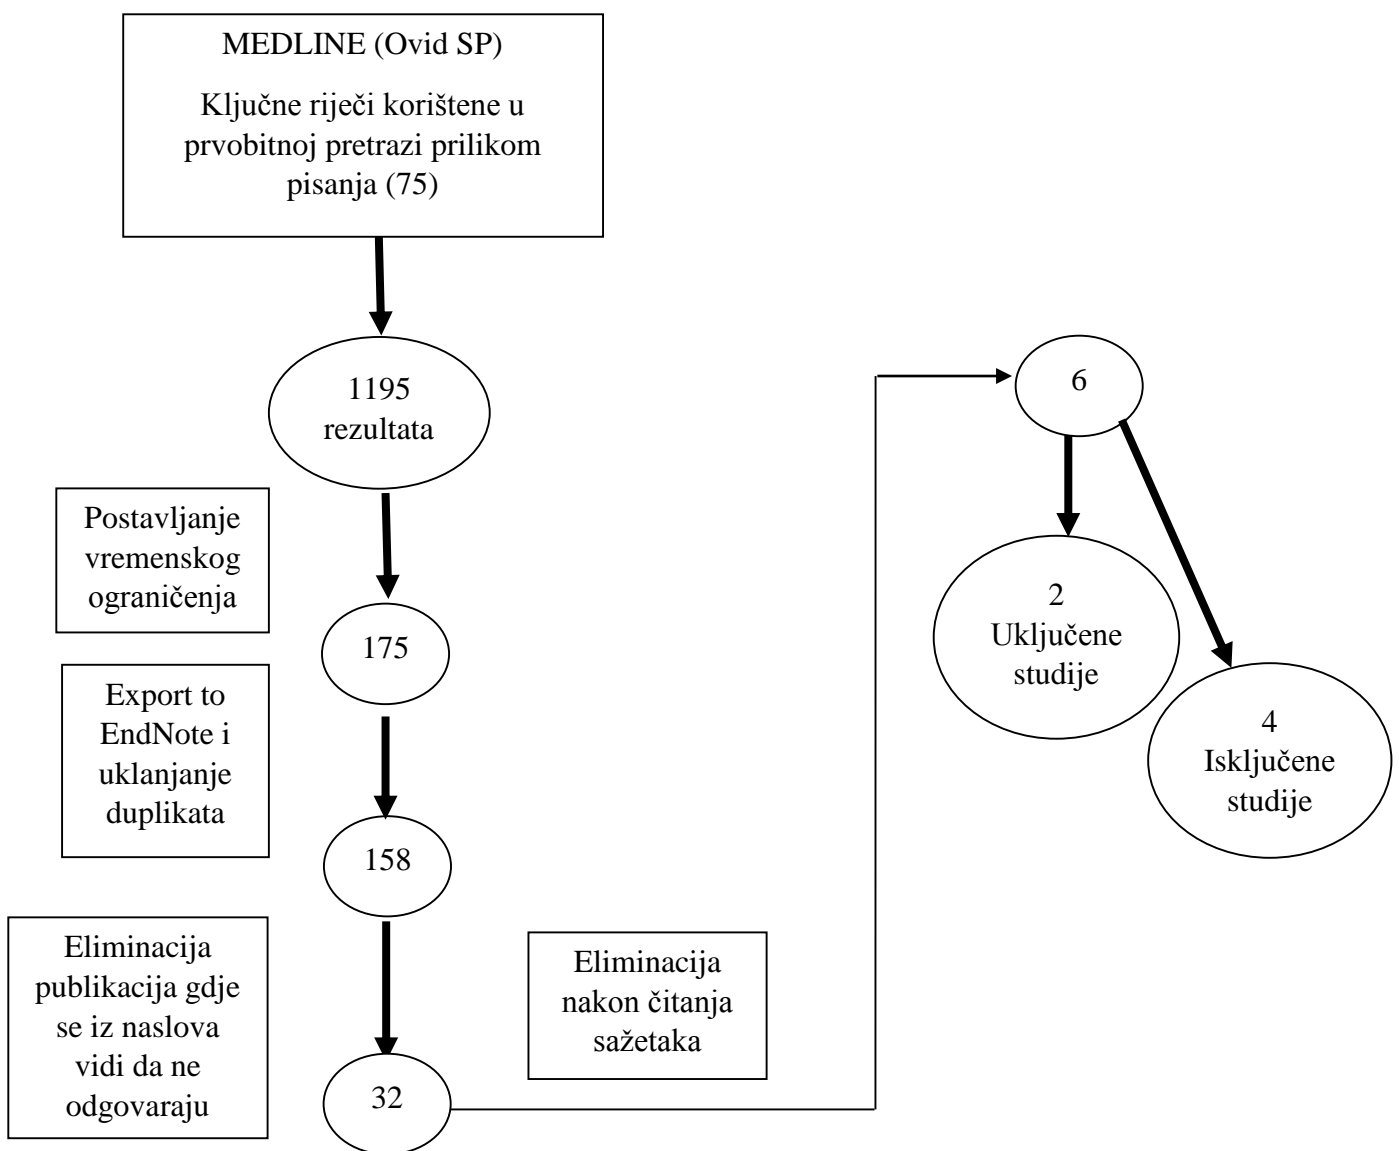 MEDLINE (Ovid SP)
Ključne riječi korištene u
prvobitnoj pretrazi prilikom
pisanja (75)
1195
rezultata
Postavljanje
vremenskog
ograničenja
175
Export to
EndNote i
uklanjanje
duplikata
158
Eliminacija
publikacija gdje
se iz naslova
vidi da ne
odgovaraju
32
Eliminacija
nakon čitanja
sažetaka
6
2
Uključene
studije
4
Isključene
studije